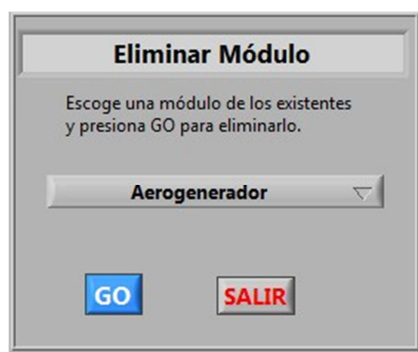 Eliminar Módulo
Escoge una módulo de los existentes
y presiona GO para eliminarlo.
Aerogenerador
GO
SALIR